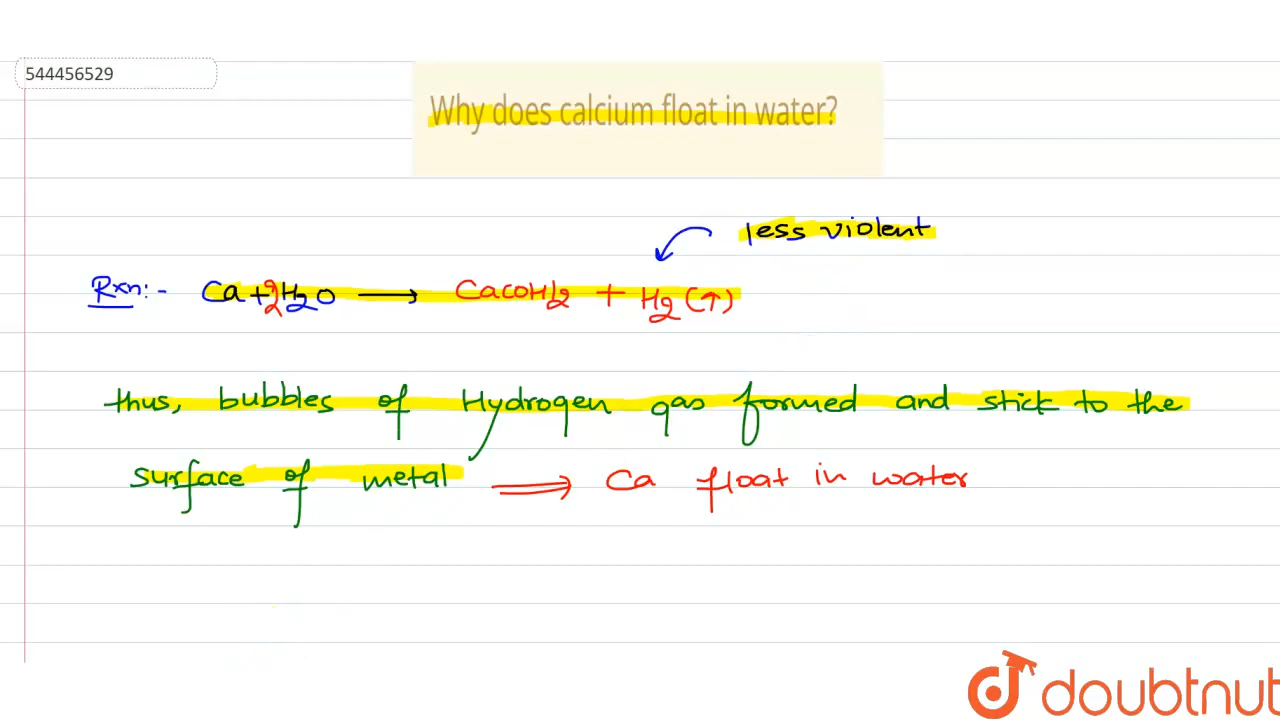 544456529
Why does calcium float in water?
less violent
Rxn:- Ca + 2H2O → Ca(OH)2 + H2(↑)
thus, bubbles of Hydrogen gas formed and stick to the
surface of metal ⇒ Ca float in water
doubtnut